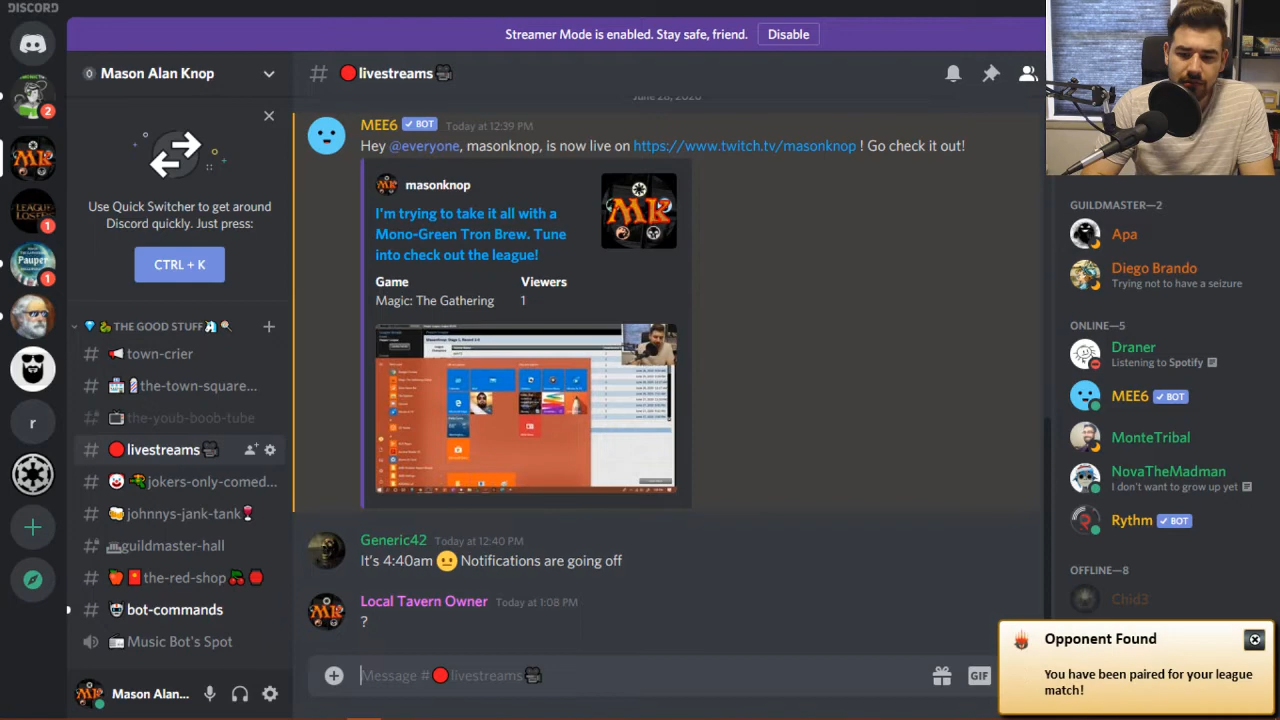 DISCORD
Streamer Mode is enabled. Stay safe, friend.
Disable
Mason Alan Knop
🔴livestreams🎥
June 28, 2020
2
1
1
r
Use Quick Switcher to get around
Discord quickly. Just press:
CTRL + K
THE GOOD STUFF
town-crier
the-town-square...
the-youb-boob-tube
livestreams
jokers-only-comed...
johnnys-jank-tank
guildmaster-hall
the-red-shop
bot-commands
Music Bot's Spot
Mason Alan...
MEE6 BOT Today at 12:39 PM
Hey @everyone, masonknop, is now live on https://www.twitch.tv/masonknop ! Go check it out!
masonknop
I'm trying to take it all with a
Mono-Green Tron Brew. Tune
into check out the league!
Game Viewers
Magic: The Gathering 1
Generic42 Today at 12:40 PM
It's 4:40am 😐 Notifications are going off
Local Tavern Owner Today at 1:08 PM
?
Message #🔴livestreams🎥
GIF
GUILDMASTER—2
Apa
Diego Brando
Trying not to have a seizure
ONLINE—5
Draner
Listening to Spotify
MEE6 BOT
MonteTribal
NovaTheMadman
I don't want to grow up yet
Rythm BOT
OFFLINE—8
Chid3
Opponent Found
You have been paired for your league
match!